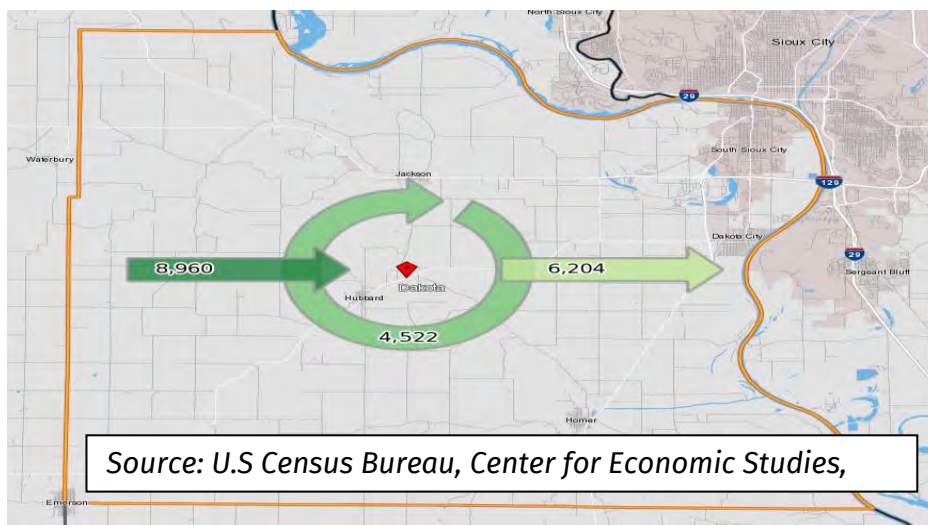 North Sioux City
Sioux City
29
Waterbury
South Sioux City
Jackson
129
Dakota City
29
8,960
6,204
Sergeant Bluff
Dakota
Hubbard
4,522
Homer
Source: U.S Census Bureau, Center for Economic Studies,
Emerson